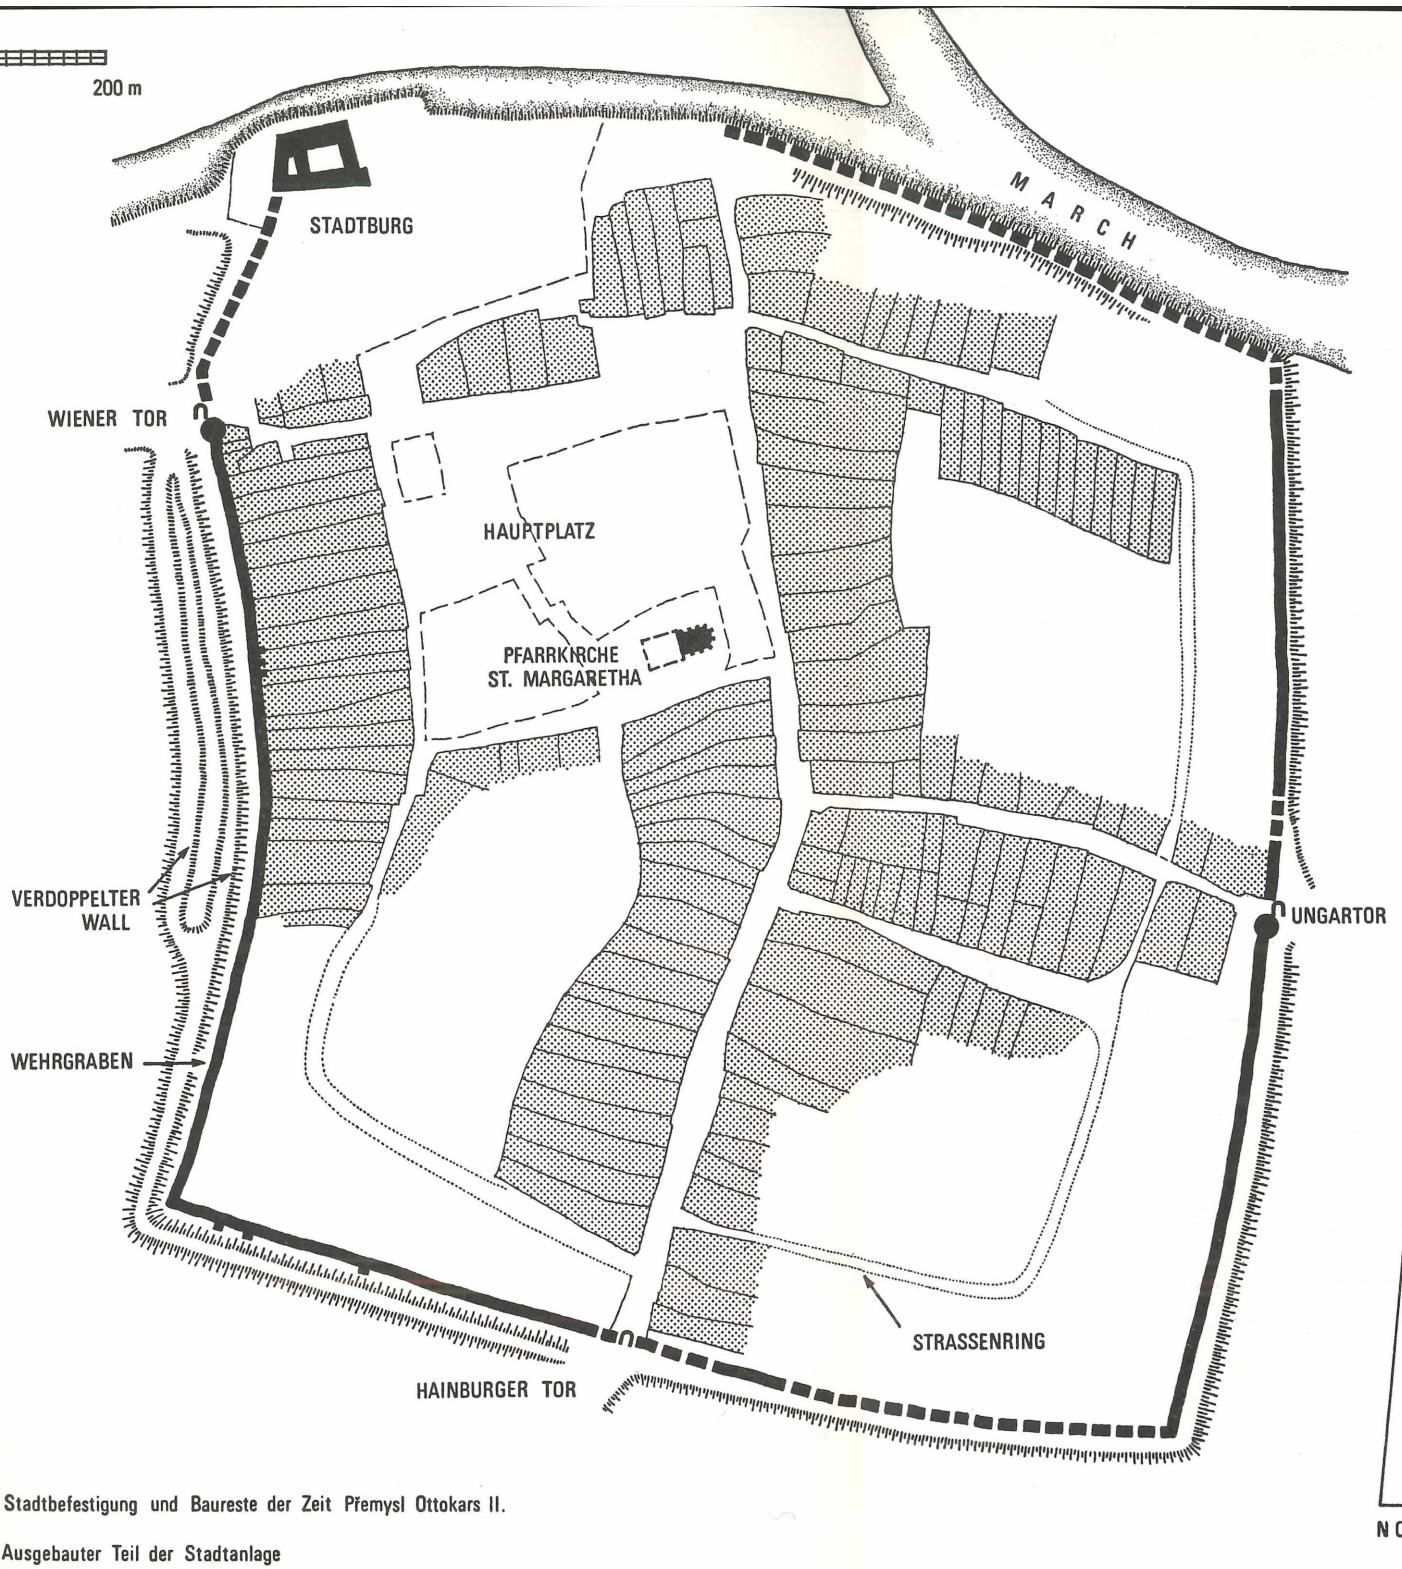 200 m
MARCH
STADTBURG
WIENER TOR
HAUPTPLATZ
PFARRKIRCHE
ST. MARGARETHA
VERDOPPELTER
WALL
UNGARTOR
WEHRGRABEN
STRASSENRING
HAINBURGER TOR
Stadtbefestigung und Baureste der Zeit Přemysl Ottokars II.
Ausgebauter Teil der Stadtanlage